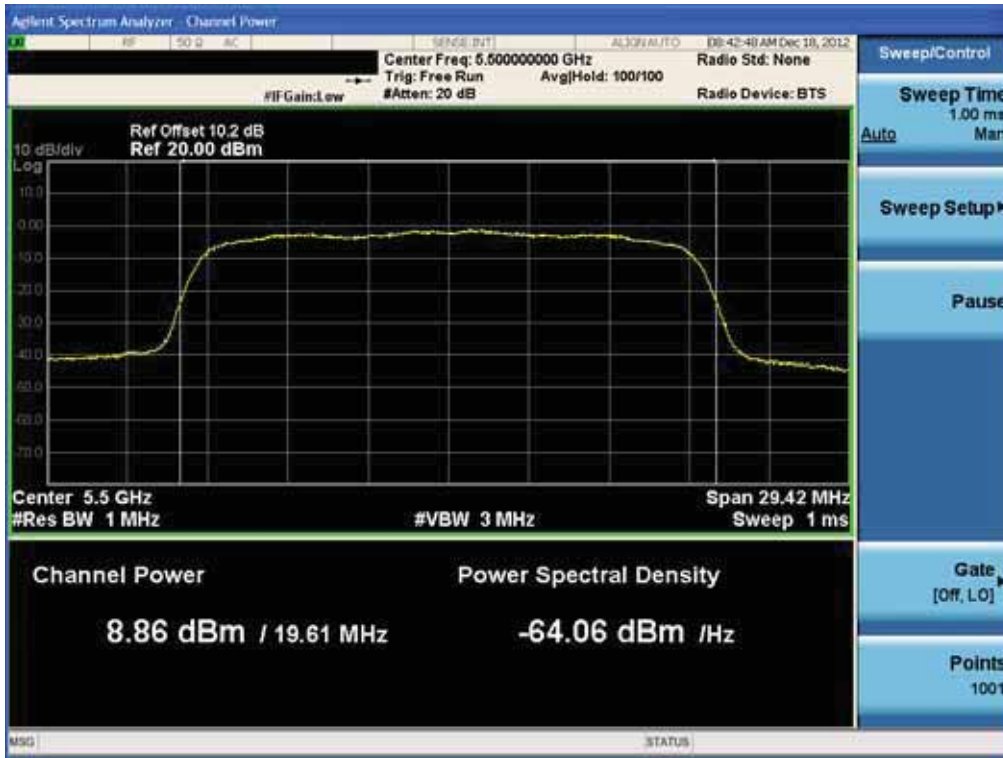 Agilent Spectrum Analyzer - Channel Power
RF 50 Ω AC SENSE:INT ALIGN AUTO 08:42:48 AM Dec 18, 2012
Center Freq: 5.500000000 GHz Radio Std: None
Trig: Free Run Avg|Hold: 100/100
#IFGain:Low #Atten: 20 dB Radio Device: BTS
Ref Offset 10.2 dB
10 dB/div Ref 20.00 dBm
Log
10.0
0.00
-10.0
-20.0
-30.0
-40.0
-50.0
-60.0
-70.0
Center 5.5 GHz Span 29.42 MHz
#Res BW 1 MHz #VBW 3 MHz Sweep 1 ms
Channel Power Power Spectral Density
8.86 dBm / 19.61 MHz -64.06 dBm /Hz
MSG STATUS
Sweep/Control
Sweep Time
1.00 ms
Auto Man
Sweep Setup
Pause
Gate
[Off, LO]
Points
1001